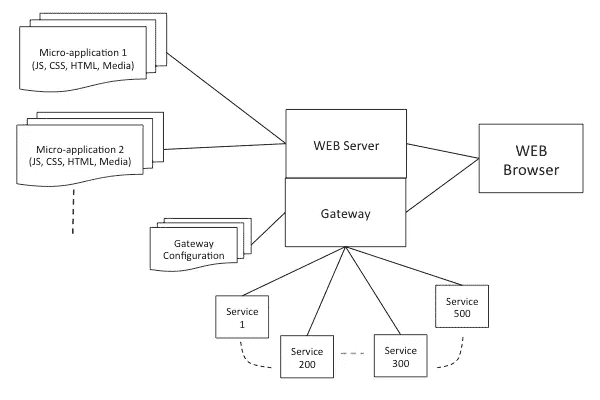 Micro-application 1
(JS, CSS, HTML, Media)
Micro-application 2
(JS, CSS, HTML, Media)
WEB Server
WEB
Browser
Gateway
Gateway
Configuration
Service
1
Service
200
Service
300
Service
500